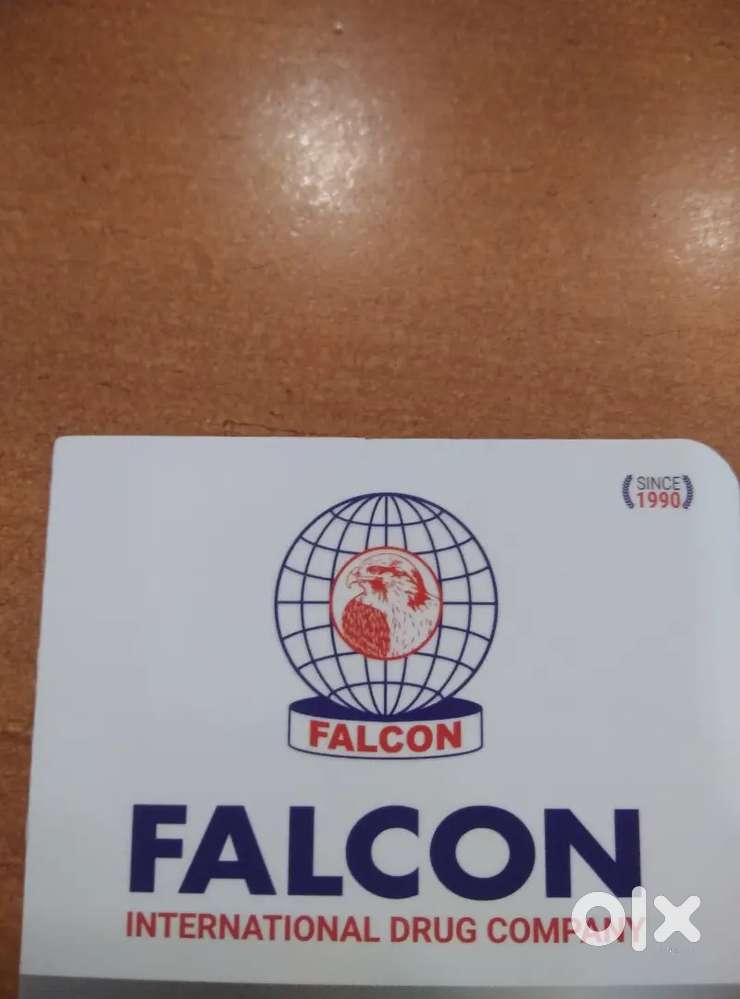 SINCE
1990
FALCON
FALCON
INTERNATIONAL DRUG COMPANY
olx